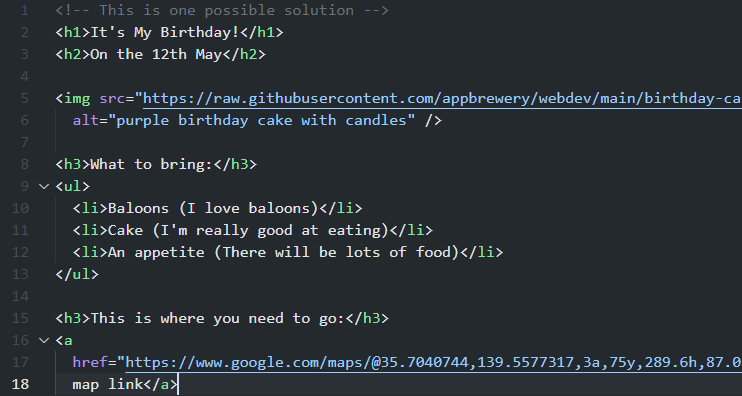 1 <!-- This is one possible solution -->
2 <h1>It's My Birthday!</h1>
3 <h2>On the 12th May</h2>
4
5 <img src="https://raw.githubusercontent.com/appbrewery/webdev/main/birthday-ca
6 alt="purple birthday cake with candles" />
7
8 <h3>What to bring:</h3>
9 <ul>
10 <li>Baloons (I love baloons)</li>
11 <li>Cake (I'm really good at eating)</li>
12 <li>An appetite (There will be lots of food)</li>
13 </ul>
14
15 <h3>This is where you need to go:</h3>
16 <a
17 href="https://www.google.com/maps/@35.7040744,139.5577317,3a,75y,289.6h,87.0
18 map link</a>